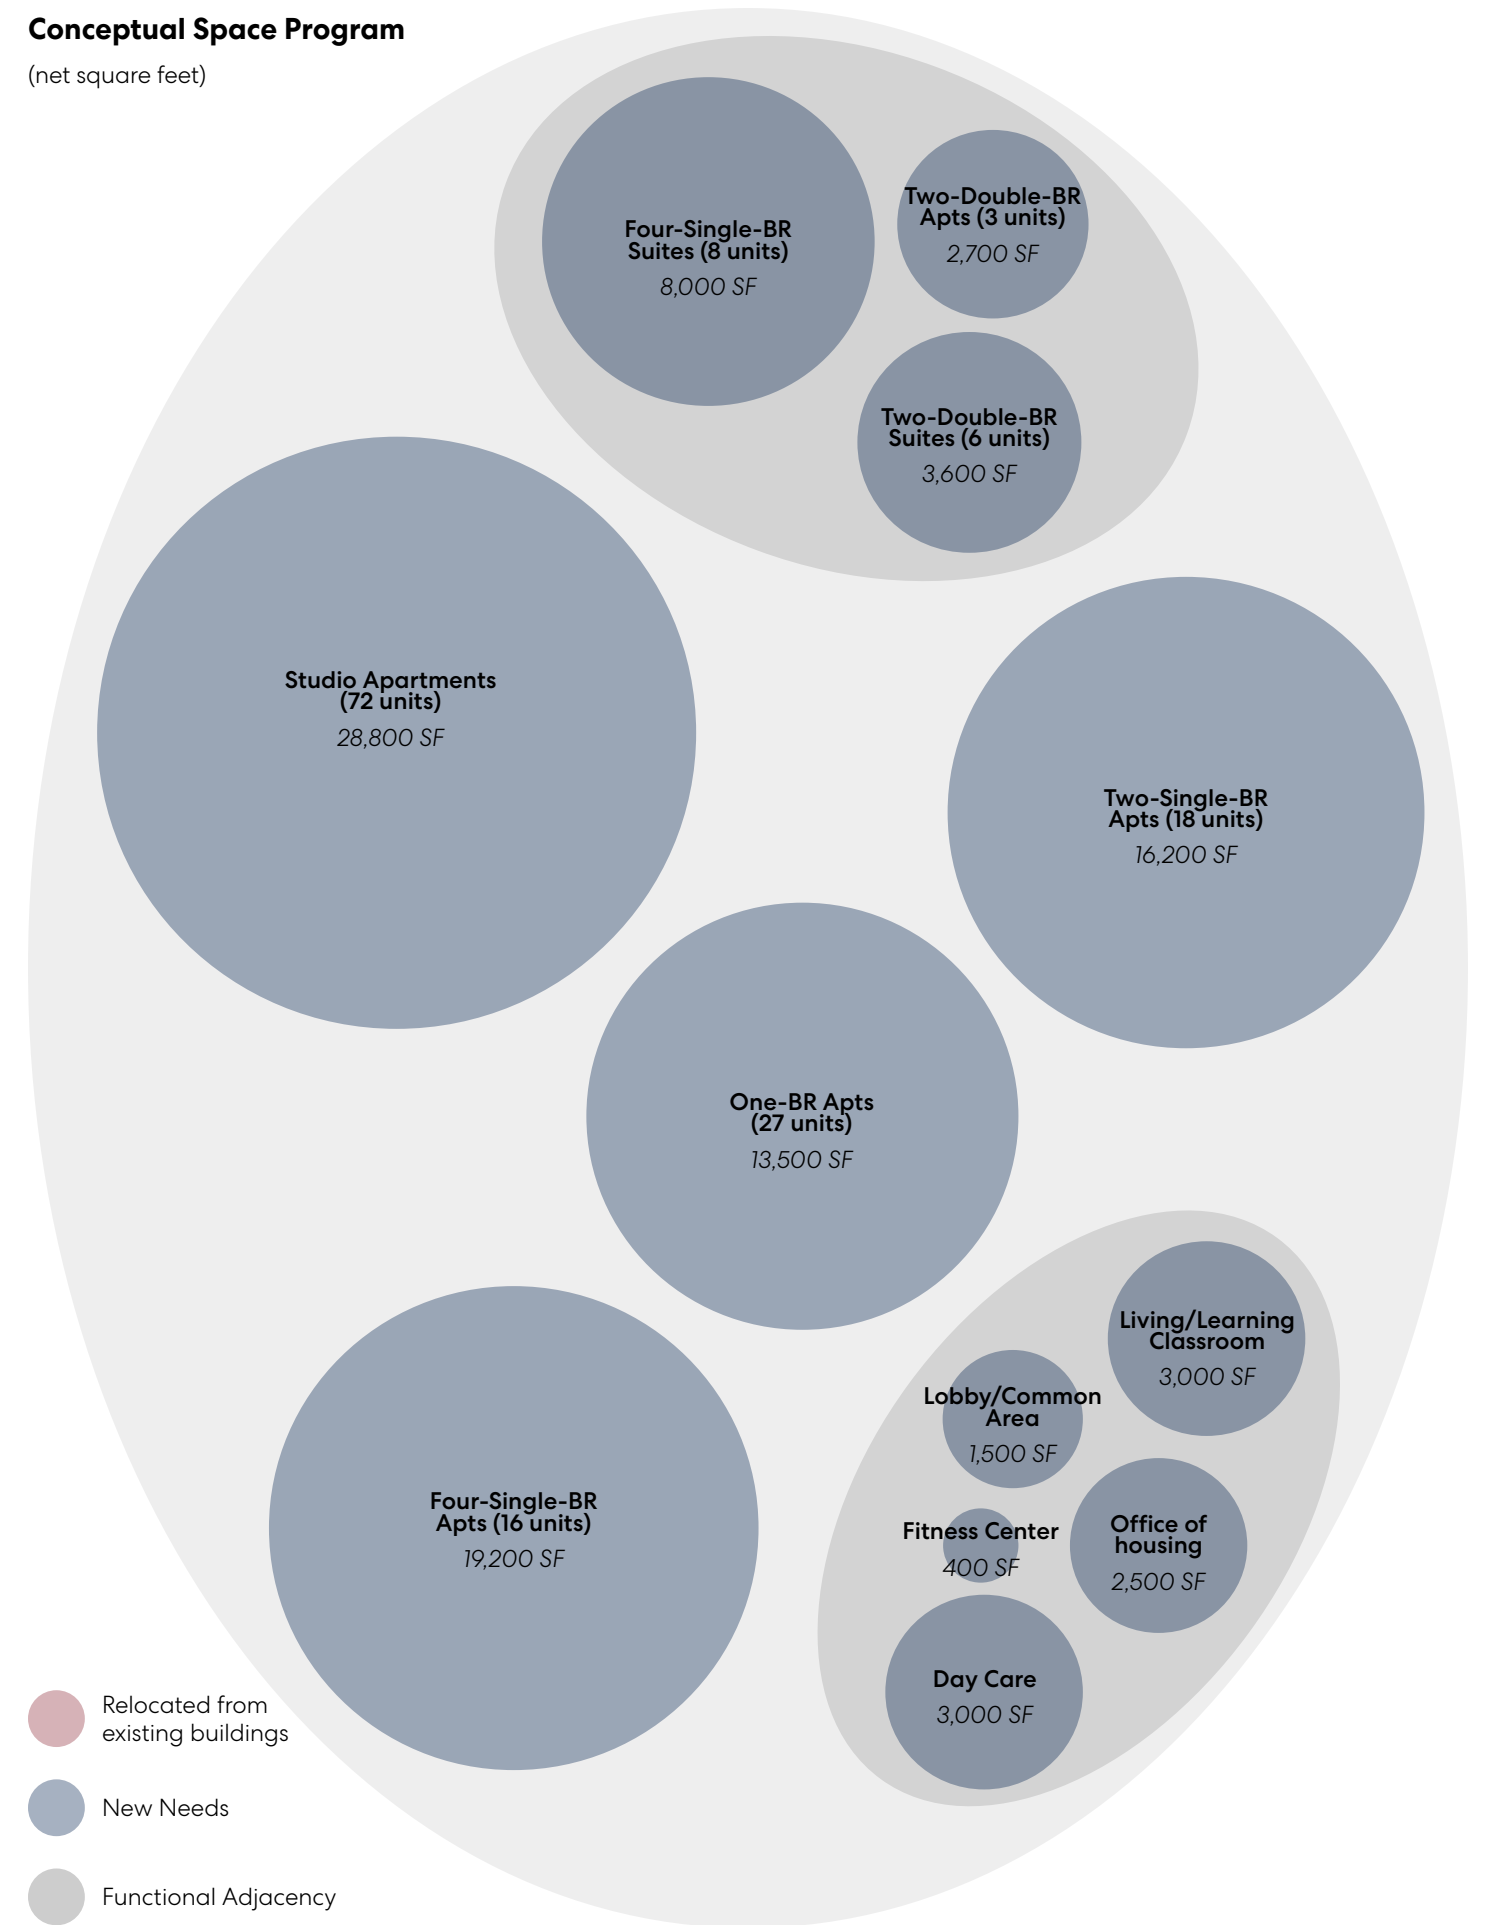 Conceptual Space Program
(net square feet)
Four-Single-BR
Suites (8 units)
8,000 SF
Two-Double-BR
Apts (3 units)
2,700 SF
Two-Double-BR
Suites (6 units)
3,600 SF
Studio Apartments
(72 units)
28,800 SF
Two-Single-BR
Apts (18 units)
16,200 SF
One-BR Apts
(27 units)
13,500 SF
Living/Learning
Classroom
3,000 SF
Lobby/Common
Area
1,500 SF
Four-Single-BR
Apts (16 units)
19,200 SF
Fitness Center
400 SF
Office of
housing
2,500 SF
Day Care
3,000 SF
Relocated from
existing buildings
New Needs
Functional Adjacency